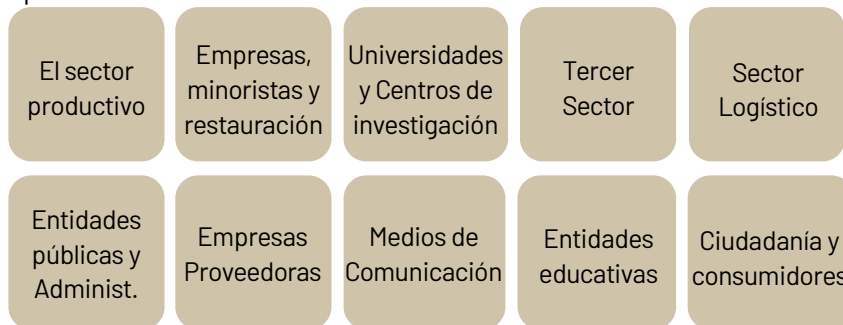 El sector
productivo
Empresas,
minoristas y
restauración
Universidades
y Centros de
investigación
Tercer
Sector
Sector
Logístico
Entidades
públicas y
Administ.
Empresas
Proveedoras
Medios de
Comunicación
Entidades
educativas
Ciudadanía y
consumidores